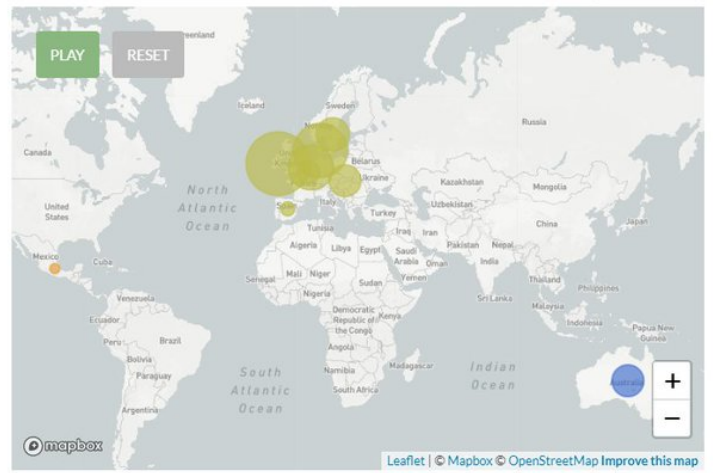 PLAY
RESET
Iceland
Sweden
Russia
Canada
Belarus
Ukraine
Kazakhstan
Mongolia
North
Atlantic
Ocean
United
States
Italy
Turkey
Uzbekistan
China
Japan
Tunisia
Iraq
Iran
Pakistan
Nepal
Algeria
Libya
Egypt
Saudi
Arabia
Oman
India
Mexico
Cuba
Senegal
Mali
Niger
Sudan
Yemen
Thailand
Philippines
Nigeria
Venezuela
Sri Lanka
Malaysia
Ecuador
Democratic
Republic of
the Congo
Kenya
Indonesia
Papua New
Guinea
Peru
Brazil
Angola
Bolivia
Paraguay
South
Atlantic
Ocean
Namibia
Madagascar
Indian
Ocean
South Africa
Australia
Argentina
+
−
mapbox
Leaflet | © Mapbox © OpenStreetMap Improve this map